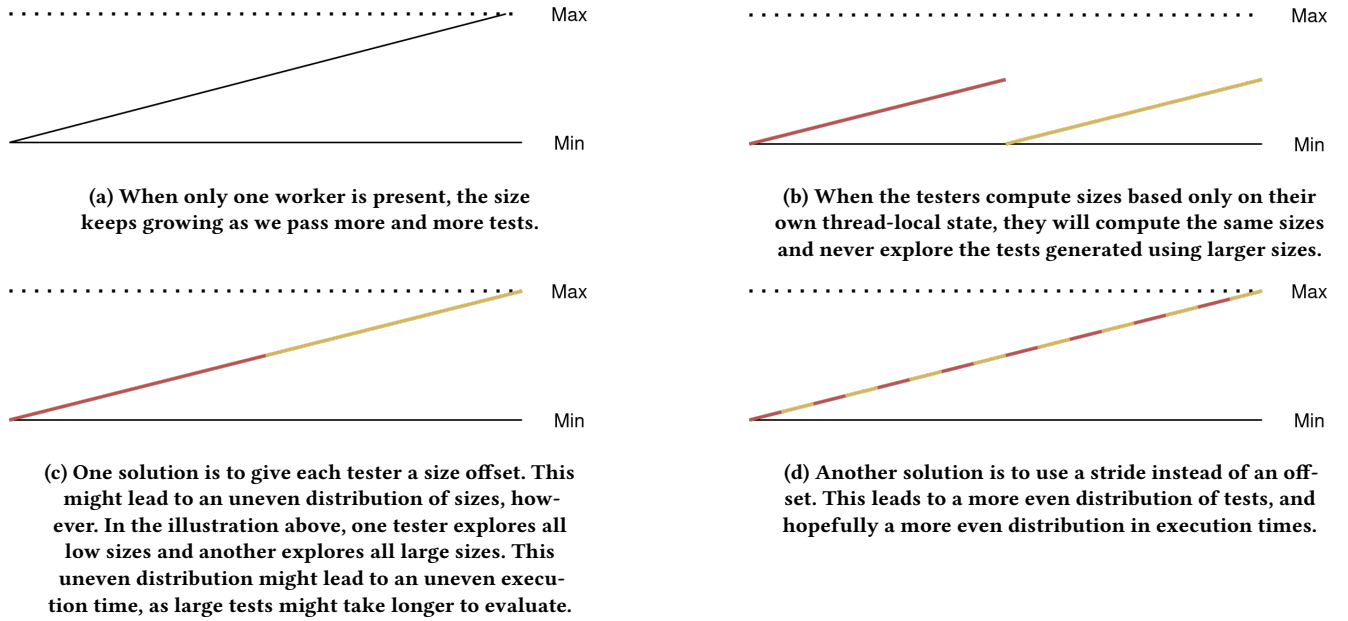 Max
Min
(a) When only one worker is present, the size
keeps growing as we pass more and more tests.
Max
Min
(b) When the testers compute sizes based only on their
own thread-local state, they will compute the same sizes
and never explore the tests generated using larger sizes.
Max
Min
(c) One solution is to give each tester a size offset. This
might lead to an uneven distribution of sizes, how-
ever. In the illustration above, one tester explores all
low sizes and another explores all large sizes. This
uneven distribution might lead to an uneven execu-
tion time, as large tests might take longer to evaluate.
Max
Min
(d) Another solution is to use a stride instead of an off-
set. This leads to a more even distribution of tests, and
hopefully a more even distribution in execution times.